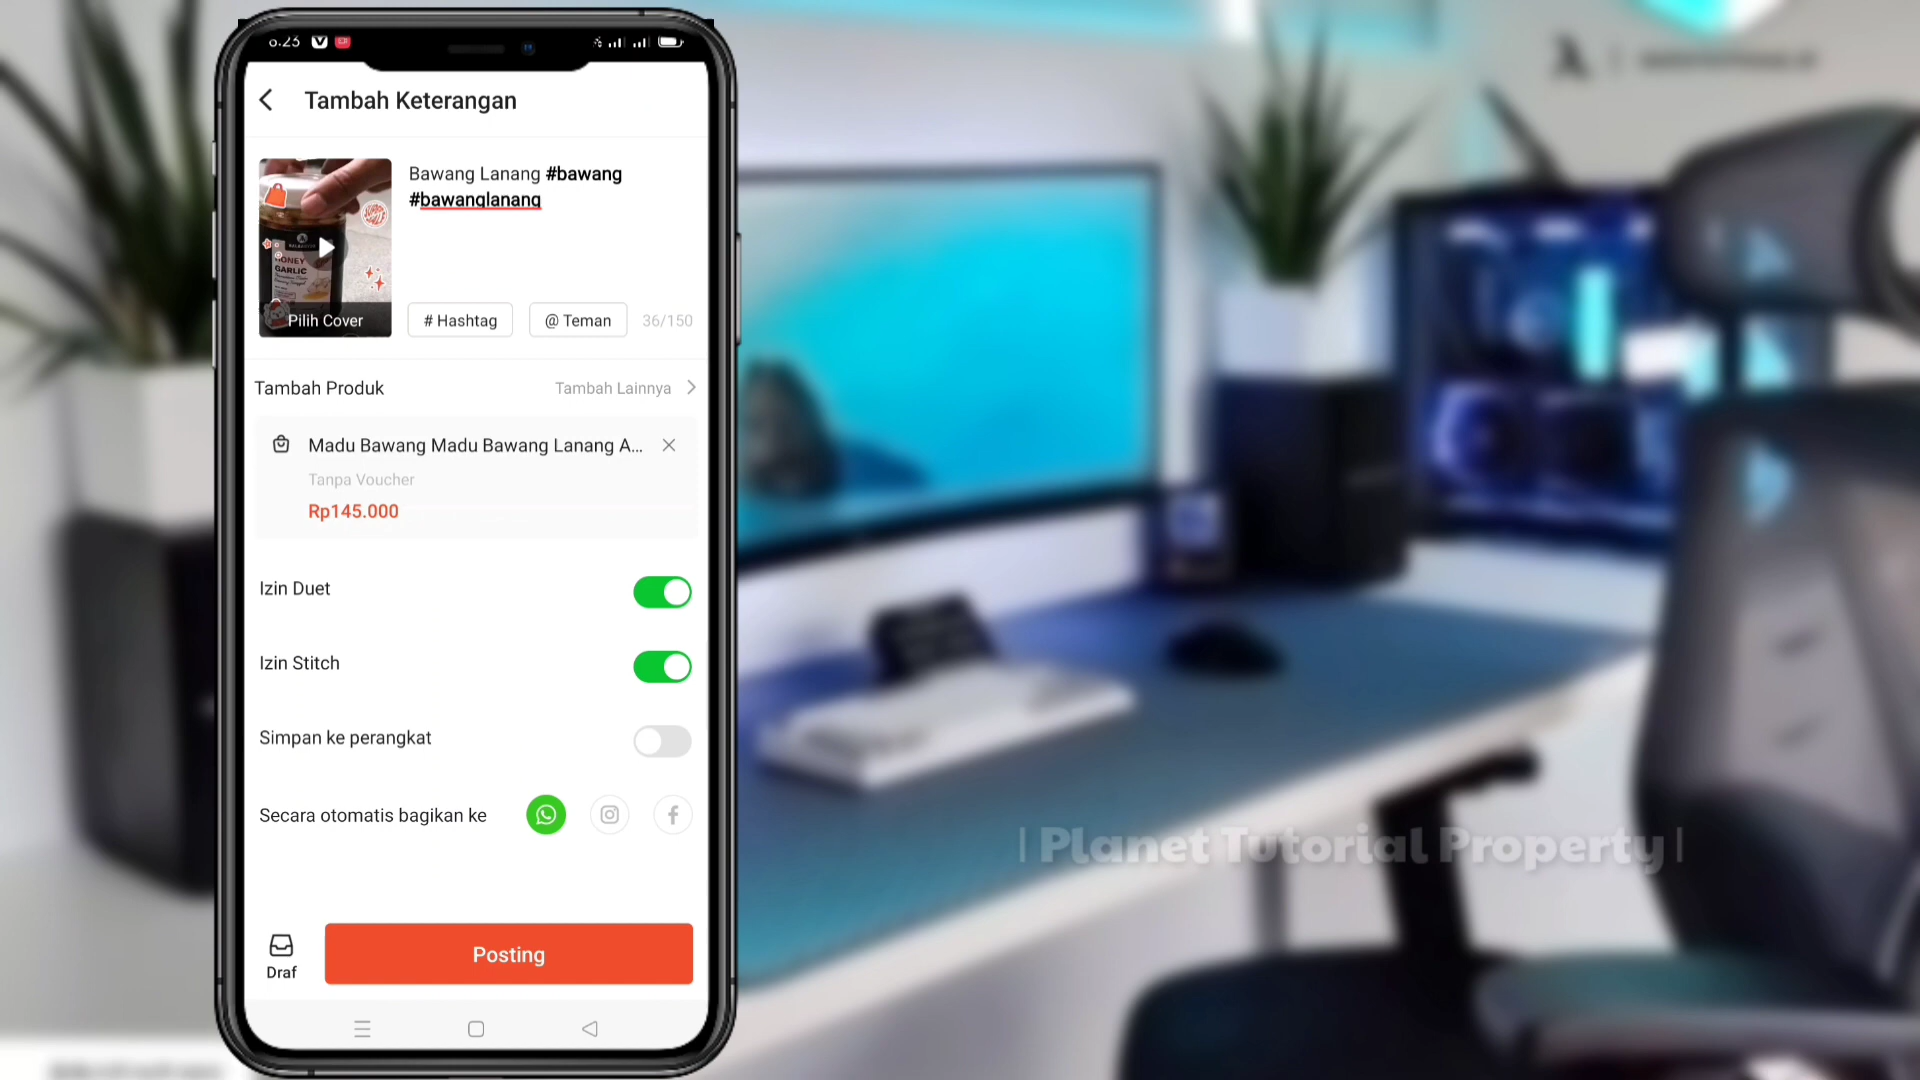 Tambah Keterangan
Bawang Lanang #bawang
#bawanglanang
HONEY
GARLIC
Pilih Cover
# Hashtag
@ Teman
36/150
Tambah Produk
Tambah Lainnya
Madu Bawang Madu Bawang Lanang A...
Tanpa Voucher
Rp145.000
Izin Duet
Izin Stitch
Simpan ke perangkat
Secara otomatis bagikan ke
Draf
Posting
| Planet Tutorial Property |